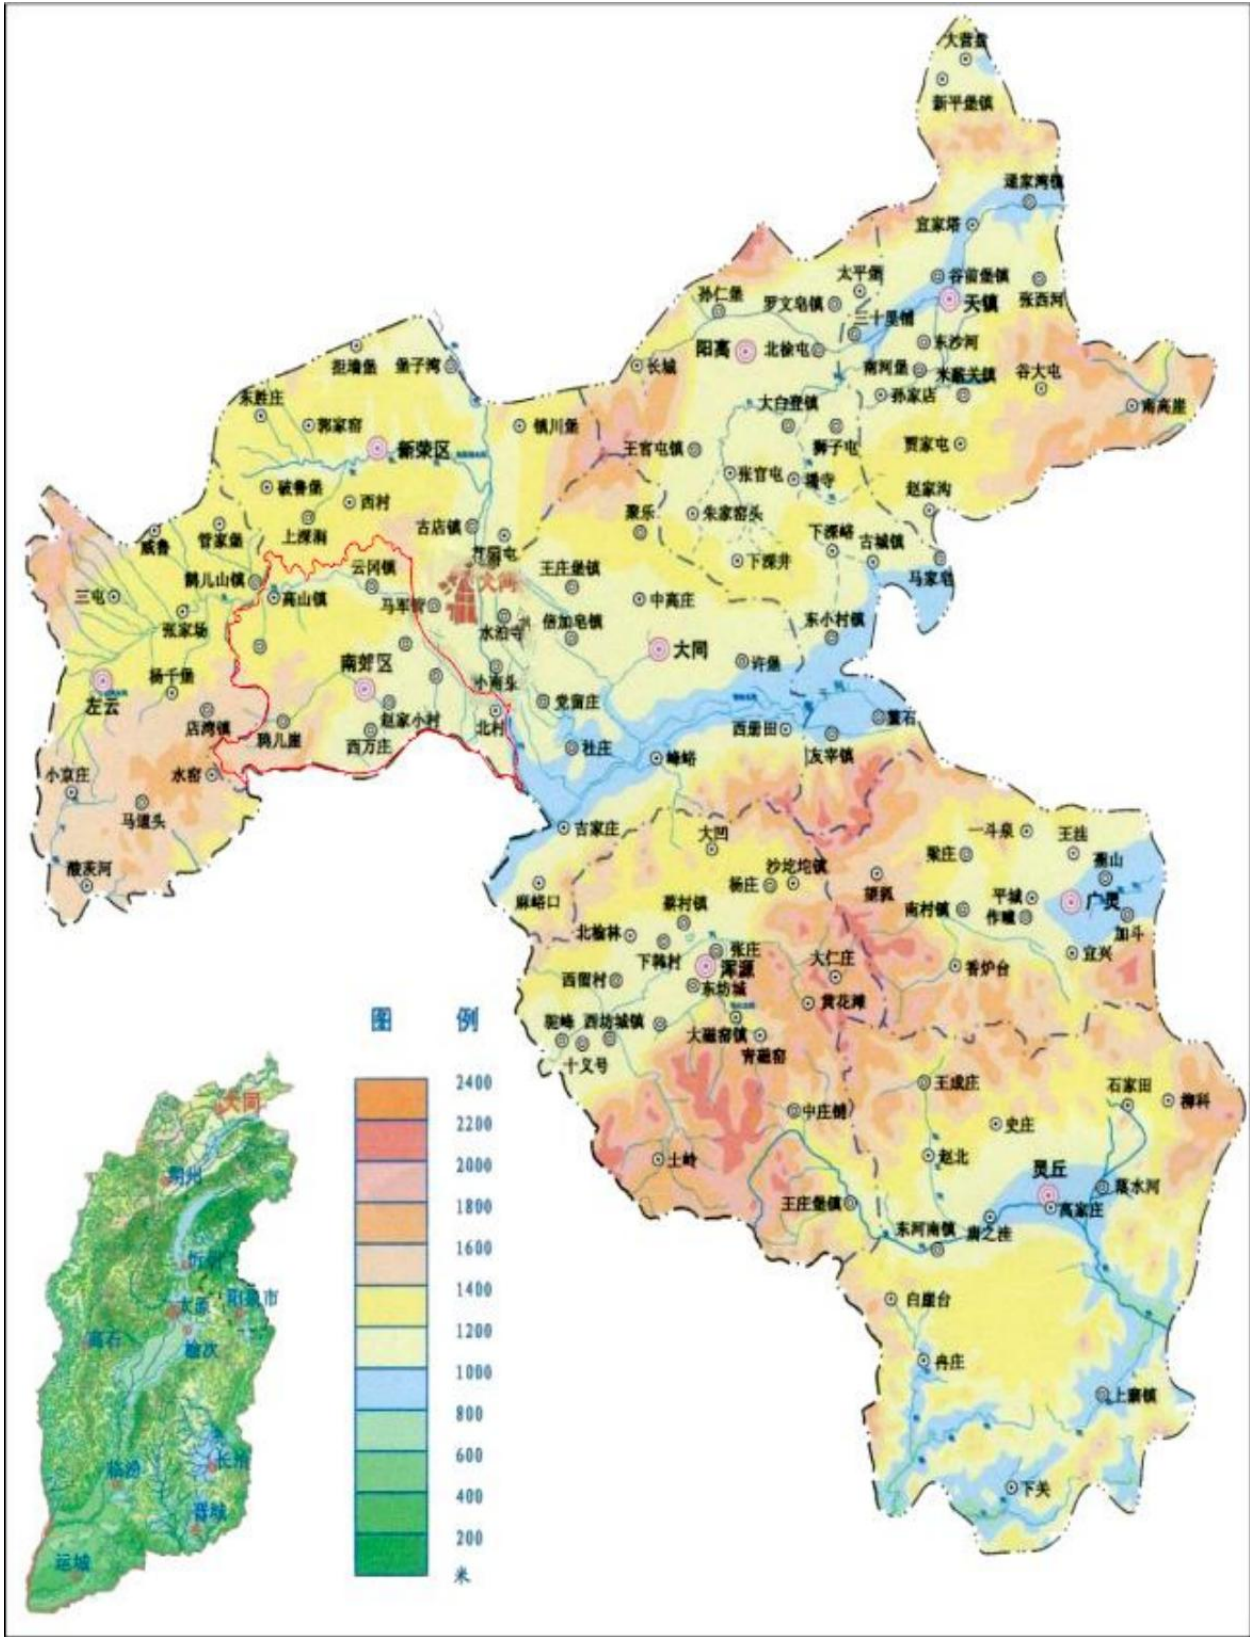 大营盘
新平堡镇
逯家湾镇
宣家塔
谷前堡镇
太平堡
张西河
天镇
孙仁堡
罗文皂镇
三十里铺
阳高
北徐屯
东沙河
长城
南河堡
米薪关镇
谷大屯
拒墙堡
堡子湾
孙家店
南高崖
东胜庄
大白登镇
郭家窑
镇川堡
新荣区
王官屯镇
狮子屯
贾家屯
张官屯
破鲁堡
西村
赵家沟
上深涧
古店镇
聚乐
朱家窑头
威鲁
管家堡
下深峪
古城镇
云冈镇
王庄堡镇
下深井
马家皂
鹊儿山镇
大同
三屯
高山镇
马军营
中高庄
张家场
水泊寺
倍加皂镇
东小村镇
南郊区
大同
许堡
杨千堡
小南头
左云
党留庄
店湾镇
赵家小村
北村
西册田
鸦儿崖
西万庄
杜庄
友宰镇
小京庄
水窑
峰峪
马道头
吉家庄
大凹
一斗泉
王洼
酸茨河
梁庄
沙圪坨镇
壶山
杨庄
望狐
麻峪口
平城
广灵
蔡村镇
南村镇
作疃
北榆林
加斗
张庄
下韩村
浑源
大仁庄
宜兴
西留村
香炉台
东坊城
黄花滩
图 例
驼峰
西坊城镇
大磁窑镇
十义号
青磁窑
2400
王成庄
石家田
大同
中庄铺
柳科
2200
史庄
2000
土岭
赵北
灵丘
朔州
落水河
1800
王庄堡镇
高家庄
东河南镇
唐之洼
1600
忻州
1400
白崖台
太原
阳泉市
1200
离石
榆次
冉庄
1000
上寨镇
800
600
长治
临汾
下关
400
晋城
200
运城
米